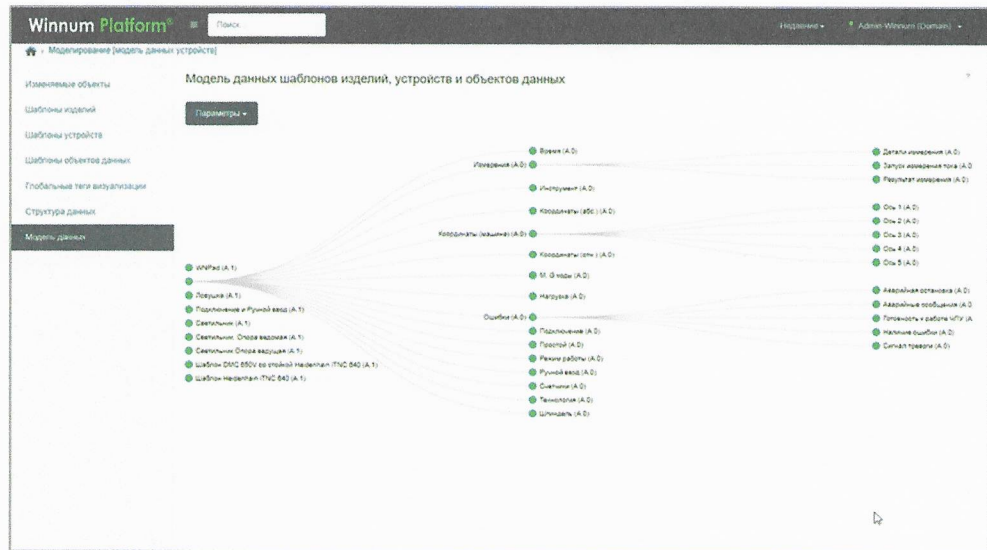 Winnum Platform®
Поиск
Недавние
Admin Winnum (Domain)
Моделирование [модель данных устройств]
Изменяемые объекты
Шаблоны изделий
Шаблоны устройств
Шаблоны объектов данных
Глобальные теги визуализации
Структура данных
Модель данных
Модель данных шаблонов изделий, устройств и объектов данных
Параметры
WNPad (A.1)
Ловушка (A.1)
Подключение и Ручной ввод (A.1)
Светильник (A.1)
Светильник. Опора ведомая (A.1)
Светильник Опора ведущая (A.1)
Шаблон DMC 650V со стойкой Heidenhain iTNC 640 (A.1)
Шаблон Heidenhain iTNC 640 (A.1)
Время (A.0)
Измерения (A.0)
Инструмент (A.0)
Координаты (абс.) (A.0)
Координаты (машина) (A.0)
Координаты (отн.) (A.0)
M, G коды (A.0)
Нагрузка (A.0)
Ошибки (A.0)
Подключение (A.0)
Простой (A.0)
Режим работы (A.0)
Ручной ввод (A.0)
Счетчики (A.0)
Технология (A.0)
Шпиндель (A.0)
Детали измерения (A.0)
Запуск измерения тока (A.0
Результат измерения (A.0)
Ось 1 (A.0)
Ось 2 (A.0)
Ось 3 (A.0)
Ось 4 (A.0)
Ось 5 (A.0)
Аварийная остановка (A.0)
Аварийные сообщения (A.0
Готовность к работе ЧПУ (A
Наличие ошибки (A.0)
Сигнал тревоги (A.0)